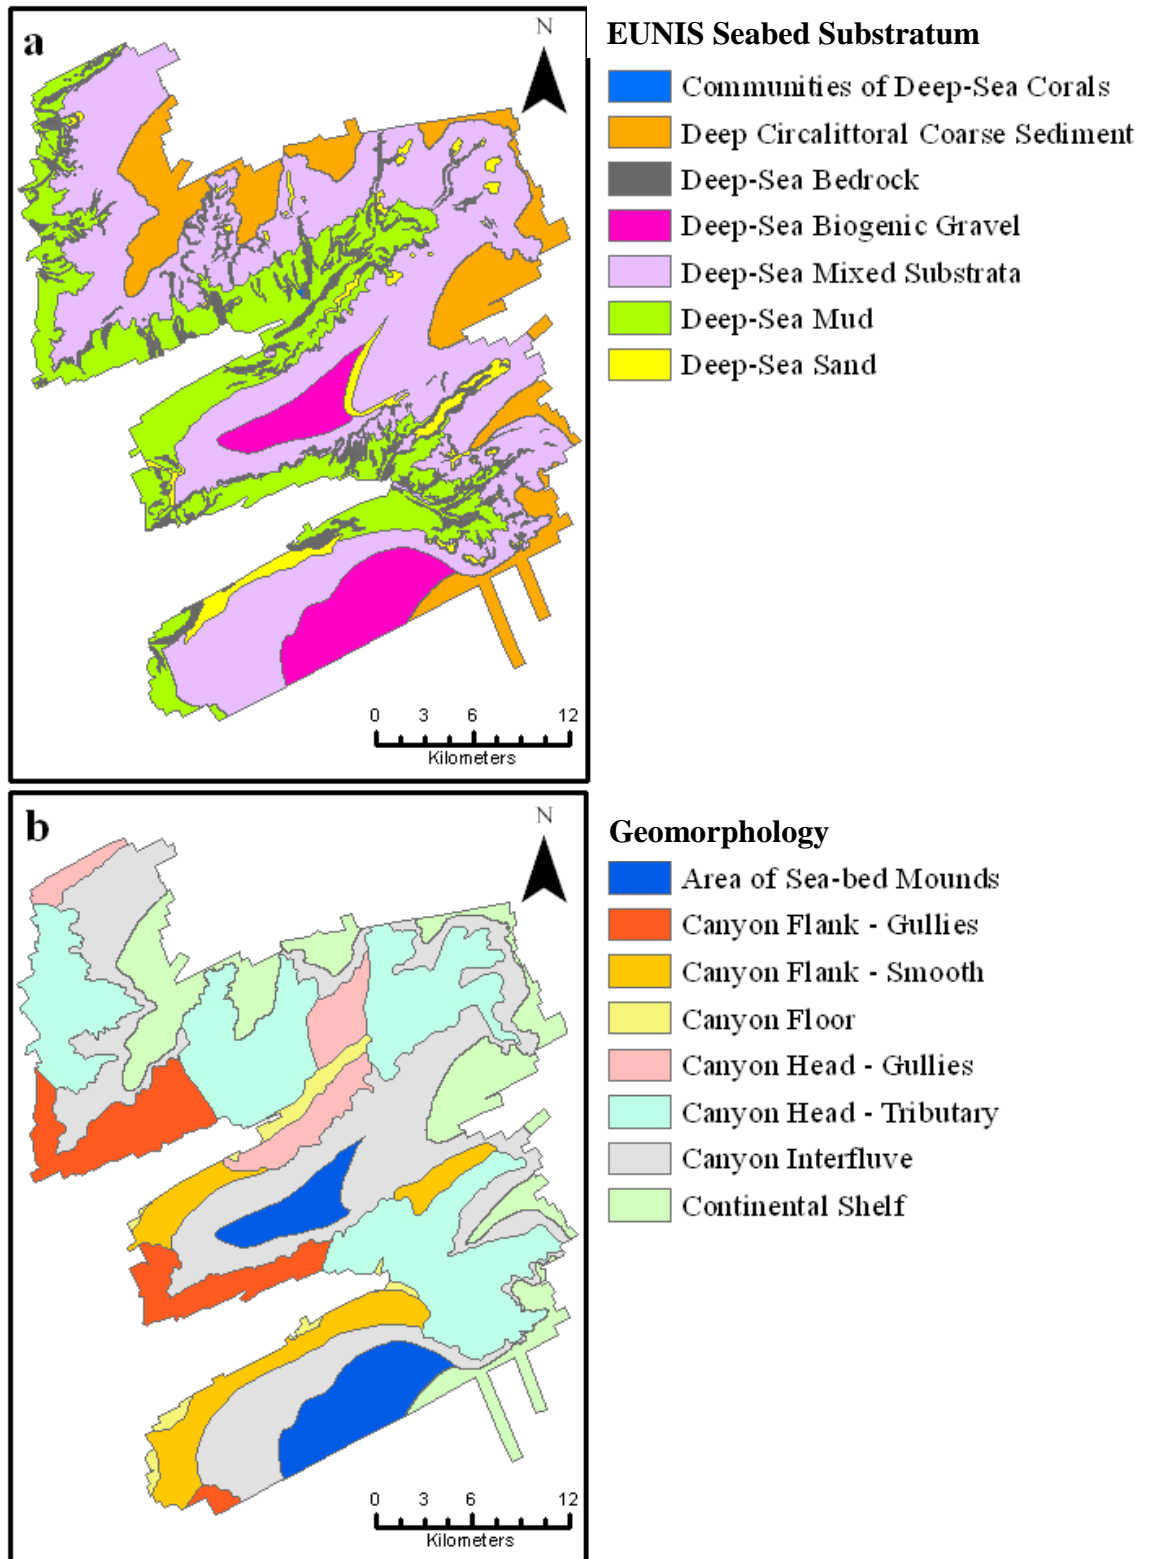 a
N
EUNIS Seabed Substratum
Communities of Deep-Sea Corals
Deep Circalittoral Coarse Sediment
Deep-Sea Bedrock
Deep-Sea Biogenic Gravel
Deep-Sea Mixed Substrata
Deep-Sea Mud
Deep-Sea Sand
0 3 6 12
Kilometers
b
N
Geomorphology
Area of Sea-bed Mounds
Canyon Flank - Gullies
Canyon Flank - Smooth
Canyon Floor
Canyon Head - Gullies
Canyon Head - Tributary
Canyon Interfluve
Continental Shelf
0 3 6 12
Kilometers